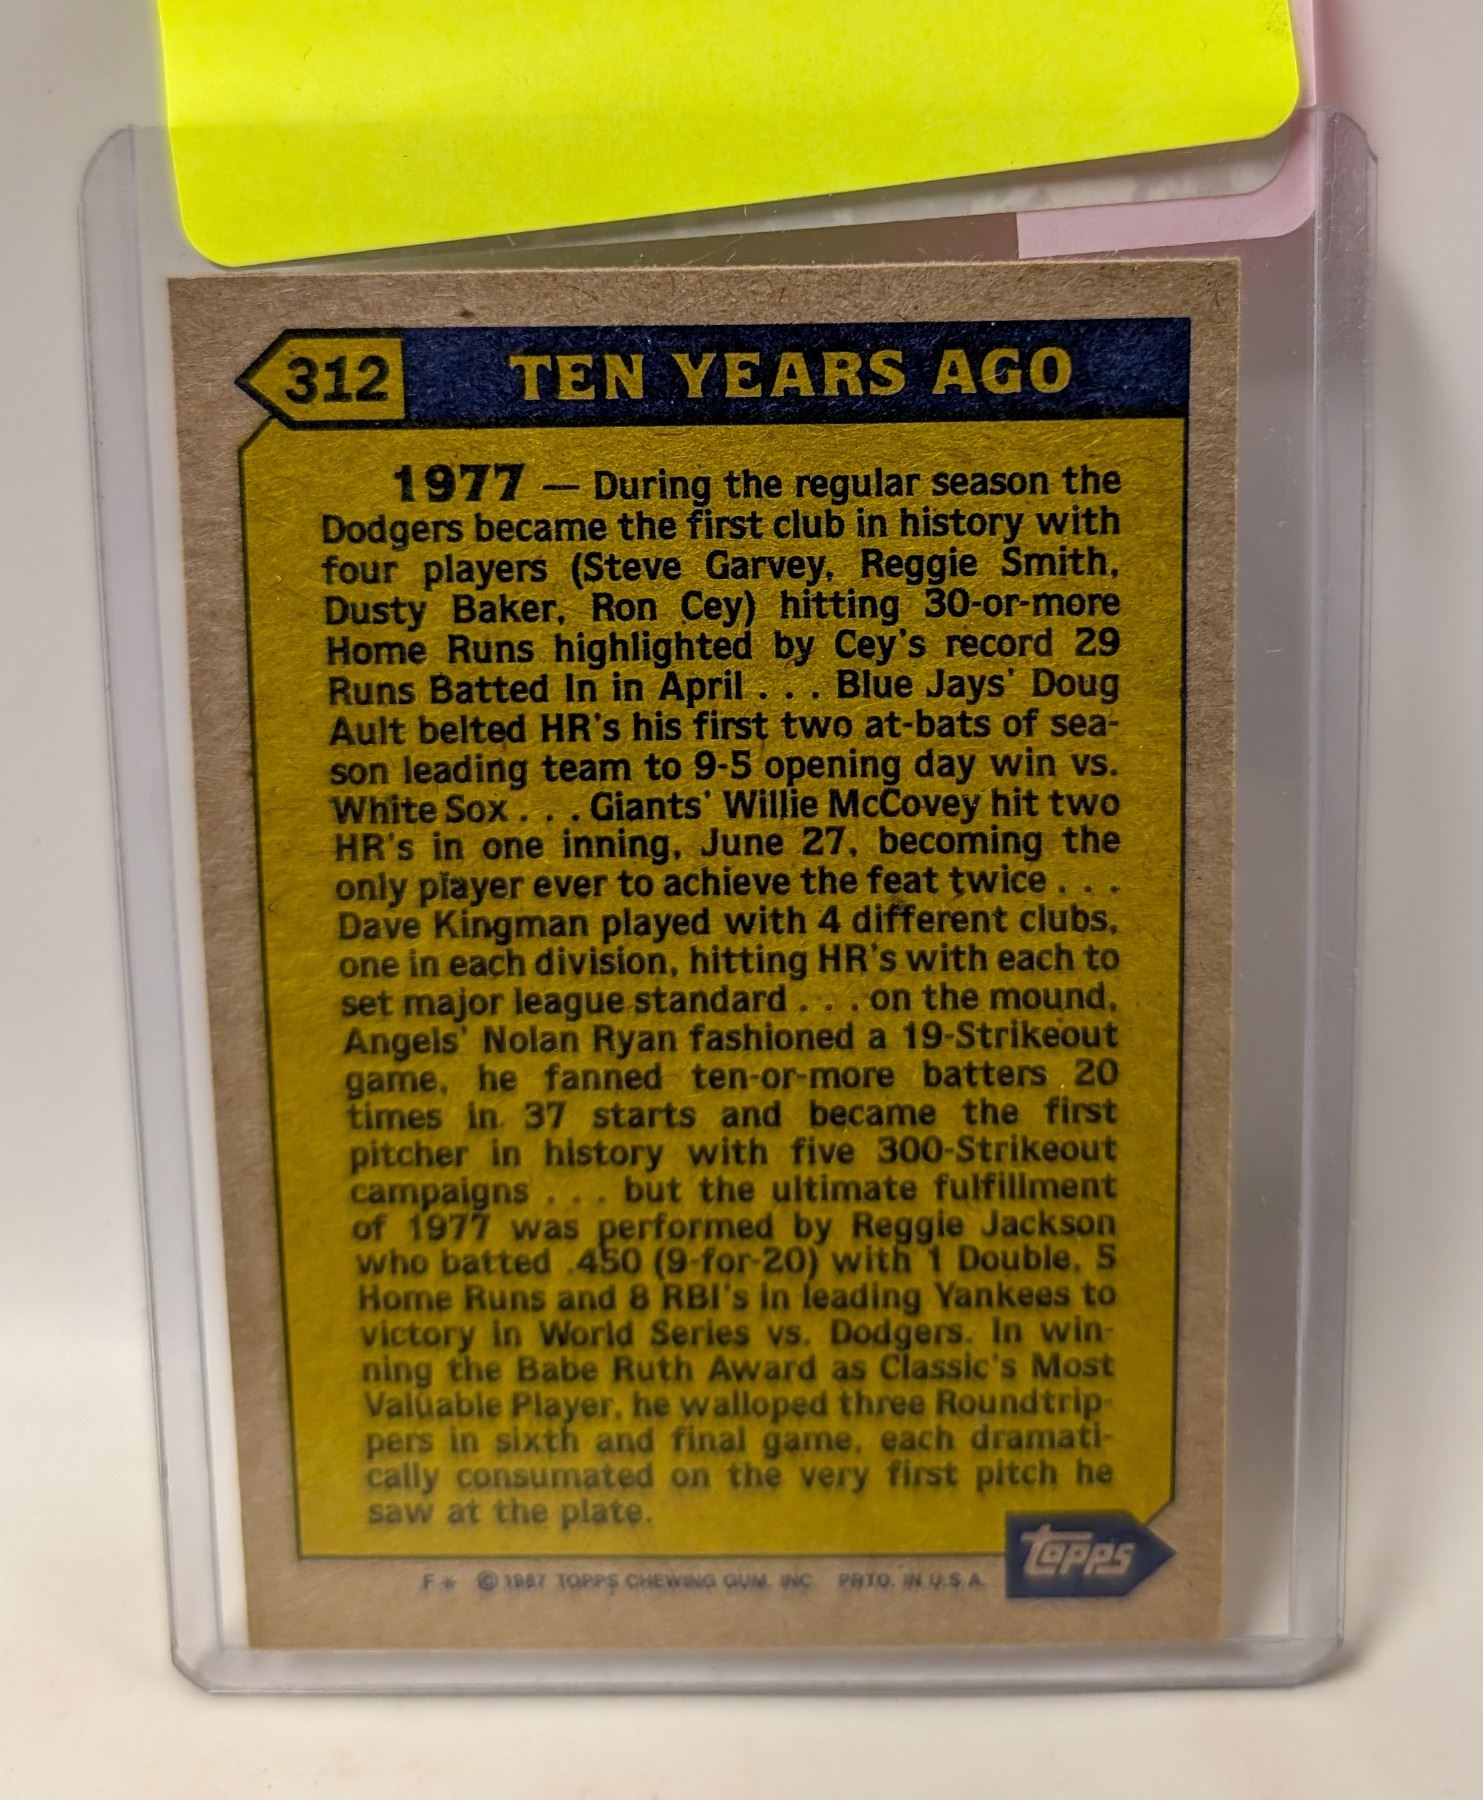 312 TEN YEARS AGO
1977 — During the regular season the
Dodgers became the first club in history with
four players (Steve Garvey, Reggie Smith,
Dusty Baker, Ron Cey) hitting 30-or-more
Home Runs highlighted by Cey's record 29
Runs Batted In in April . . . Blue Jays' Doug
Ault belted HR's his first two at-bats of sea-
son leading team to 9-5 opening day win vs.
White Sox . . . Giants' Willie McCovey hit two
HR's in one inning, June 27, becoming the
only player ever to achieve the feat twice . . .
Dave Kingman played with 4 different clubs,
one in each division, hitting HR's with each to
set major league standard . . . on the mound,
Angels' Nolan Ryan fashioned a 19-Strikeout
game, he fanned ten-or-more batters 20
times in 37 starts and became the first
pitcher in history with five 300-Strikeout
campaigns . . . but the ultimate fulfillment
of 1977 was performed by Reggie Jackson
who batted .450 (9-for-20) with 1 Double, 5
Home Runs and 8 RBI's in leading Yankees to
victory in World Series vs. Dodgers. In win-
ning the Babe Ruth Award as Classic's Most
Valuable Player, he walloped three Roundtrip-
pers in sixth and final game, each dramati-
cally consumated on the very first pitch he
saw at the plate.
topps
F* © 1987 TOPPS CHEWING GUM, INC PRTD. IN U.S.A.